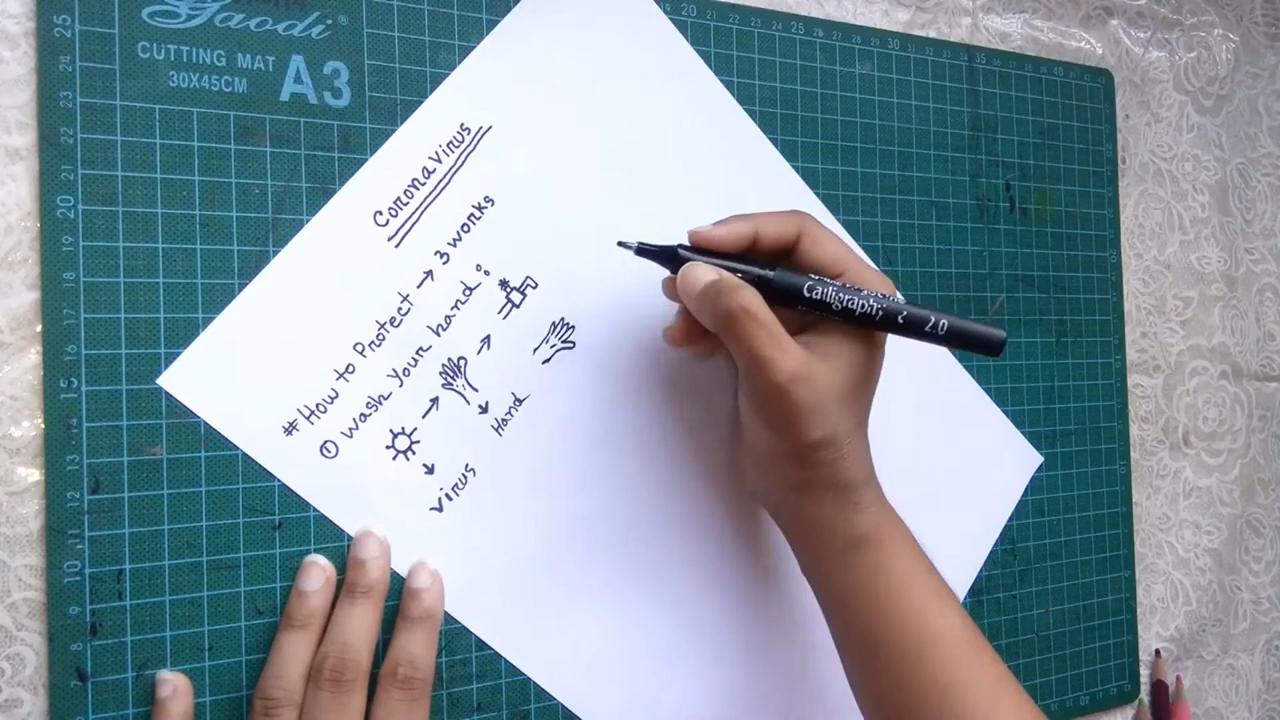 Gaodi®
CUTTING MAT
30X45CM
A3
CoronaVirus
# How to Protect → 3 works
① wash your hand :
virus
Hand
Calligraphy 2.0